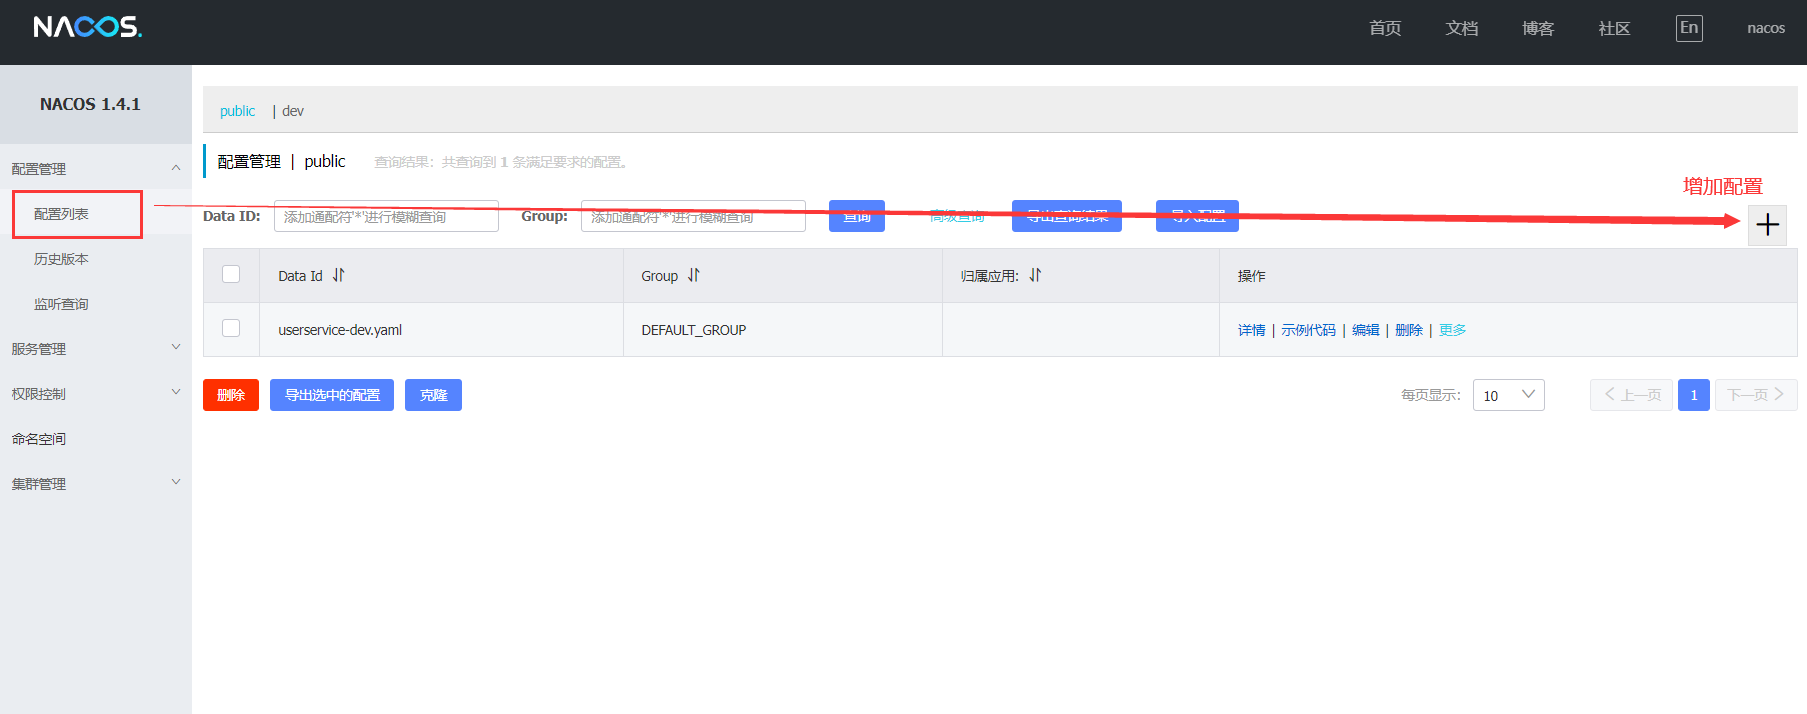 NACOS.
首页 文档 博客 社区 En nacos
NACOS 1.4.1
public | dev
配置管理
配置管理 | public 查询结果：共查询到 1 条满足要求的配置。
增加配置
配置列表
Data ID: 添加通配符'*'进行模糊查询 Group: 添加通配符'*'进行模糊查询 查询 高级查询 导出查询结果 导入配置
历史版本
Data Id Group 归属应用: 操作
监听查询
userservice-dev.yaml DEFAULT_GROUP 详情 | 示例代码 | 编辑 | 删除 | 更多
服务管理
权限控制
删除 导出选中的配置 克隆 每页显示: 10 上一页 1 下一页
命名空间
集群管理